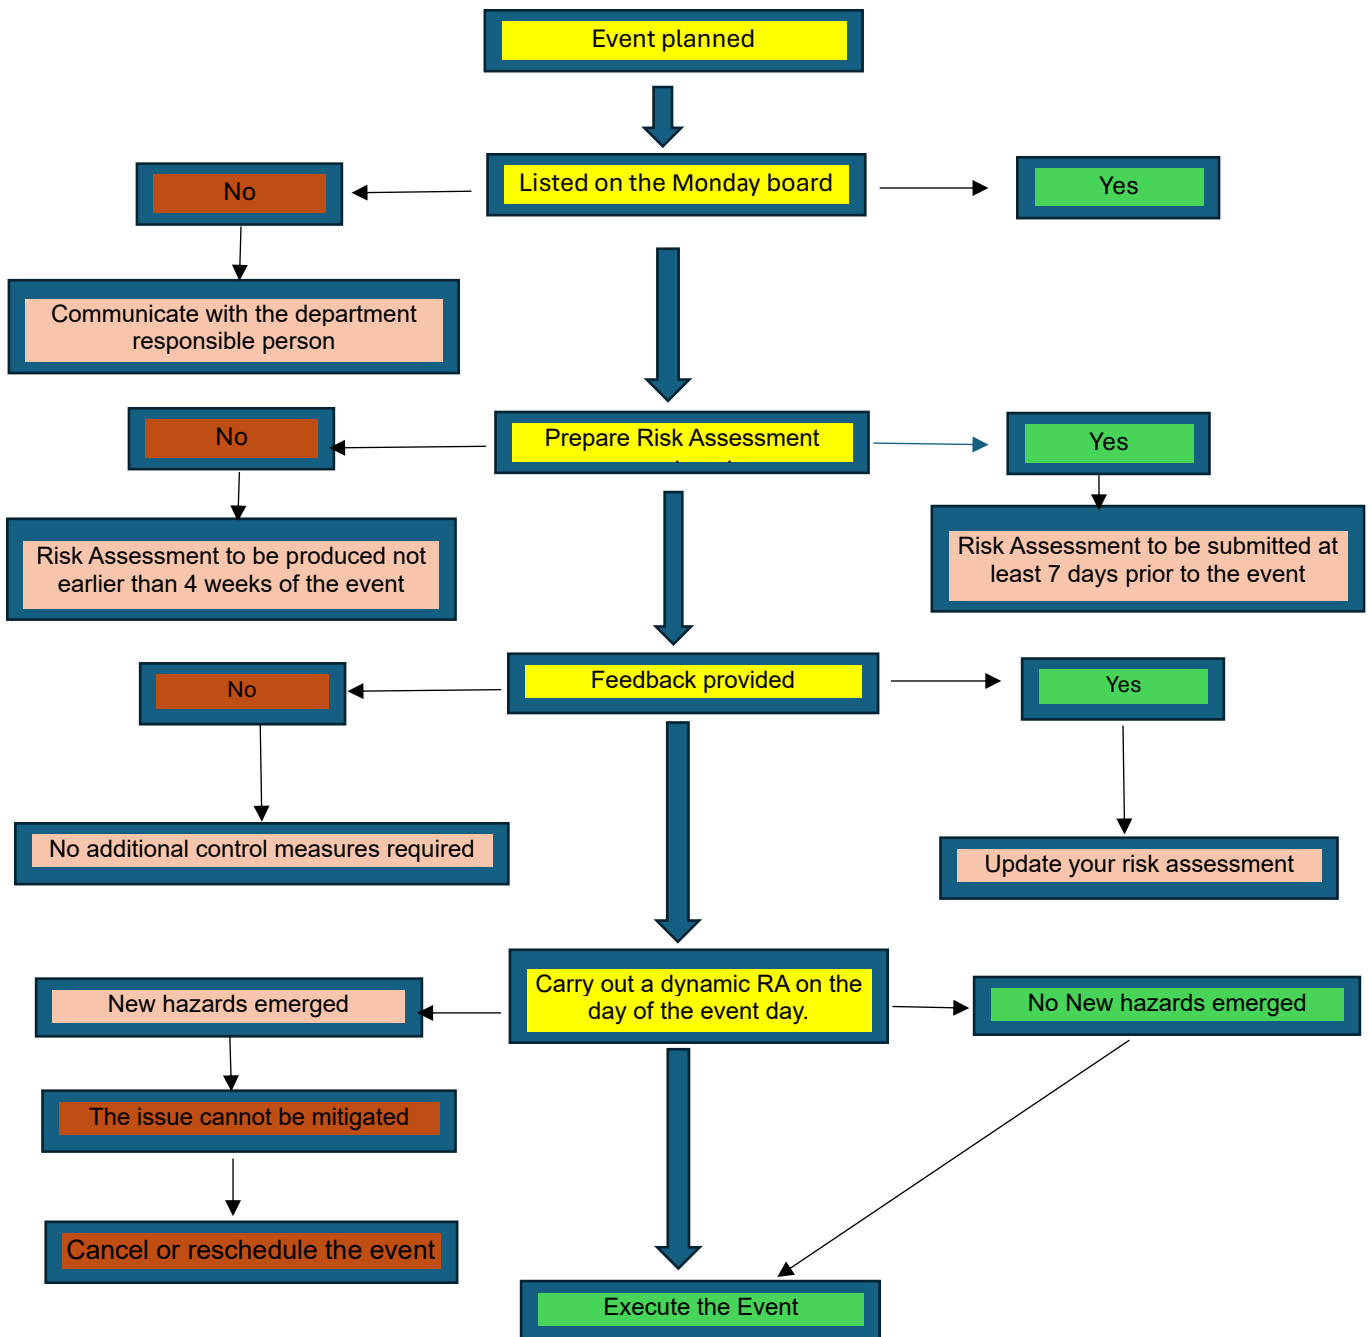 Event planned
No
Listed on the Monday board
Yes
Communicate with the department
responsible person
No
Prepare Risk Assessment
Yes
Risk Assessment to be produced not
earlier than 4 weeks of the event
Risk Assessment to be submitted at
least 7 days prior to the event
No
Feedback provided
Yes
No additional control measures required
Update your risk assessment
New hazards emerged
Carry out a dynamic RA on the
day of the event day.
No New hazards emerged
The issue cannot be mitigated
Cancel or reschedule the event
Execute the Event